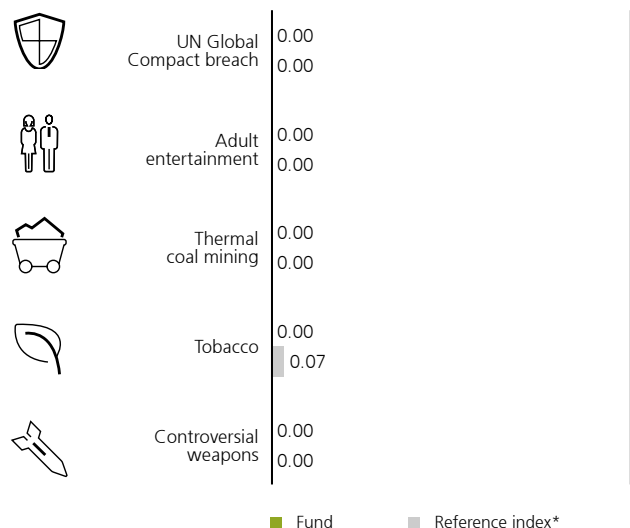 UN Global
Compact breach
0.00
0.00
Adult
entertainment
0.00
0.00
Thermal
coal mining
0.00
0.00
Tobacco
0.00
0.07
Controversial
weapons
0.00
0.00
Fund
Reference index*